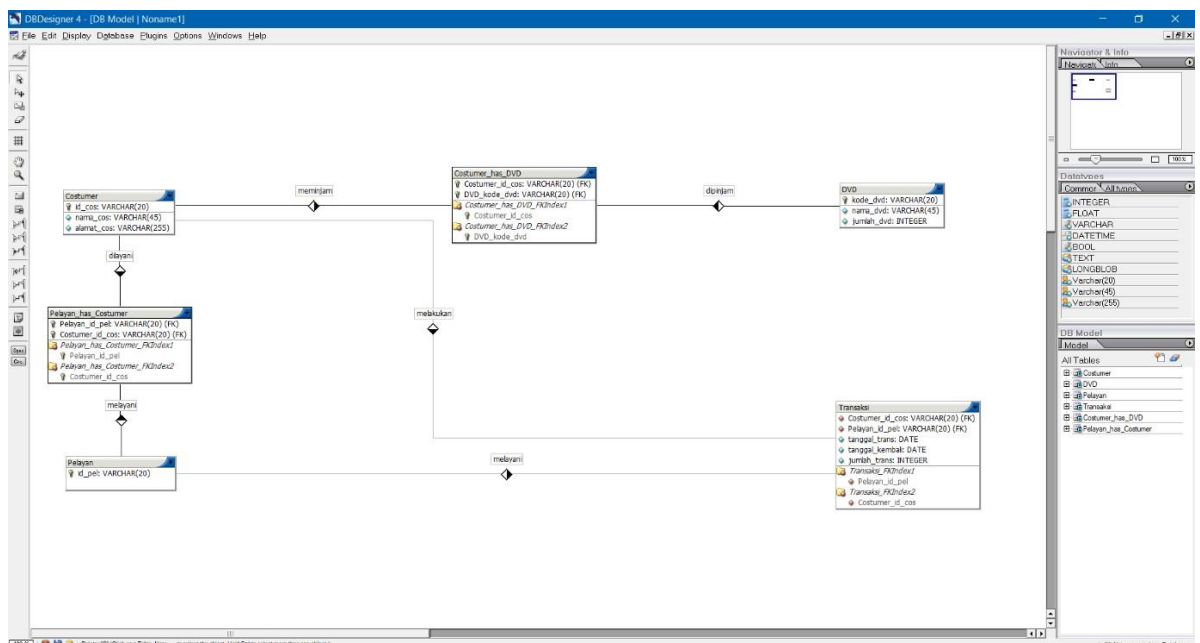 DBDesigner 4 - [DB Model | Noname1]
File Edit Display Database Plugins Options Windows Help
Navigator & Info
Navigator Info
100%
Datatypes
Common All types
INTEGER
FLOAT
VARCHAR
DATETIME
BOOL
TEXT
LONGBLOB
Varchar(20)
Varchar(45)
Varchar(255)
DB Model
Model
All Tables
Costumer
DVD
Pelayan
Transaksi
Costumer_has_DVD
Pelayan_has_Costumer
Costumer
id_cos: VARCHAR(20)
nama_cos: VARCHAR(45)
alamat_cos: VARCHAR(255)
meminjam
Costumer_has_DVD
Costumer_id_cos: VARCHAR(20) (FK)
DVD_kode_dvd: VARCHAR(20) (FK)
Costumer_has_DVD_FKIndex1
Costumer_id_cos
Costumer_has_DVD_FKIndex2
DVD_kode_dvd
dipinjam
DVD
kode_dvd: VARCHAR(20)
nama_dvd: VARCHAR(45)
jumlah_dvd: INTEGER
dilayani
Pelayan_has_Costumer
Pelayan_id_pel: VARCHAR(20) (FK)
Costumer_id_cos: VARCHAR(20) (FK)
Pelayan_has_Costumer_FKIndex1
Pelayan_id_pel
Pelayan_has_Costumer_FKIndex2
Costumer_id_cos
melakukan
melayani
Pelayan
id_pel: VARCHAR(20)
melayani
Transaksi
Costumer_id_cos: VARCHAR(20) (FK)
Pelayan_id_pel: VARCHAR(20) (FK)
tanggal_trans: DATE
tanggal_kembali: DATE
jumlah_trans: INTEGER
Transaksi_FKIndex1
Pelayan_id_pel
Transaksi_FKIndex2
Costumer_id_cos